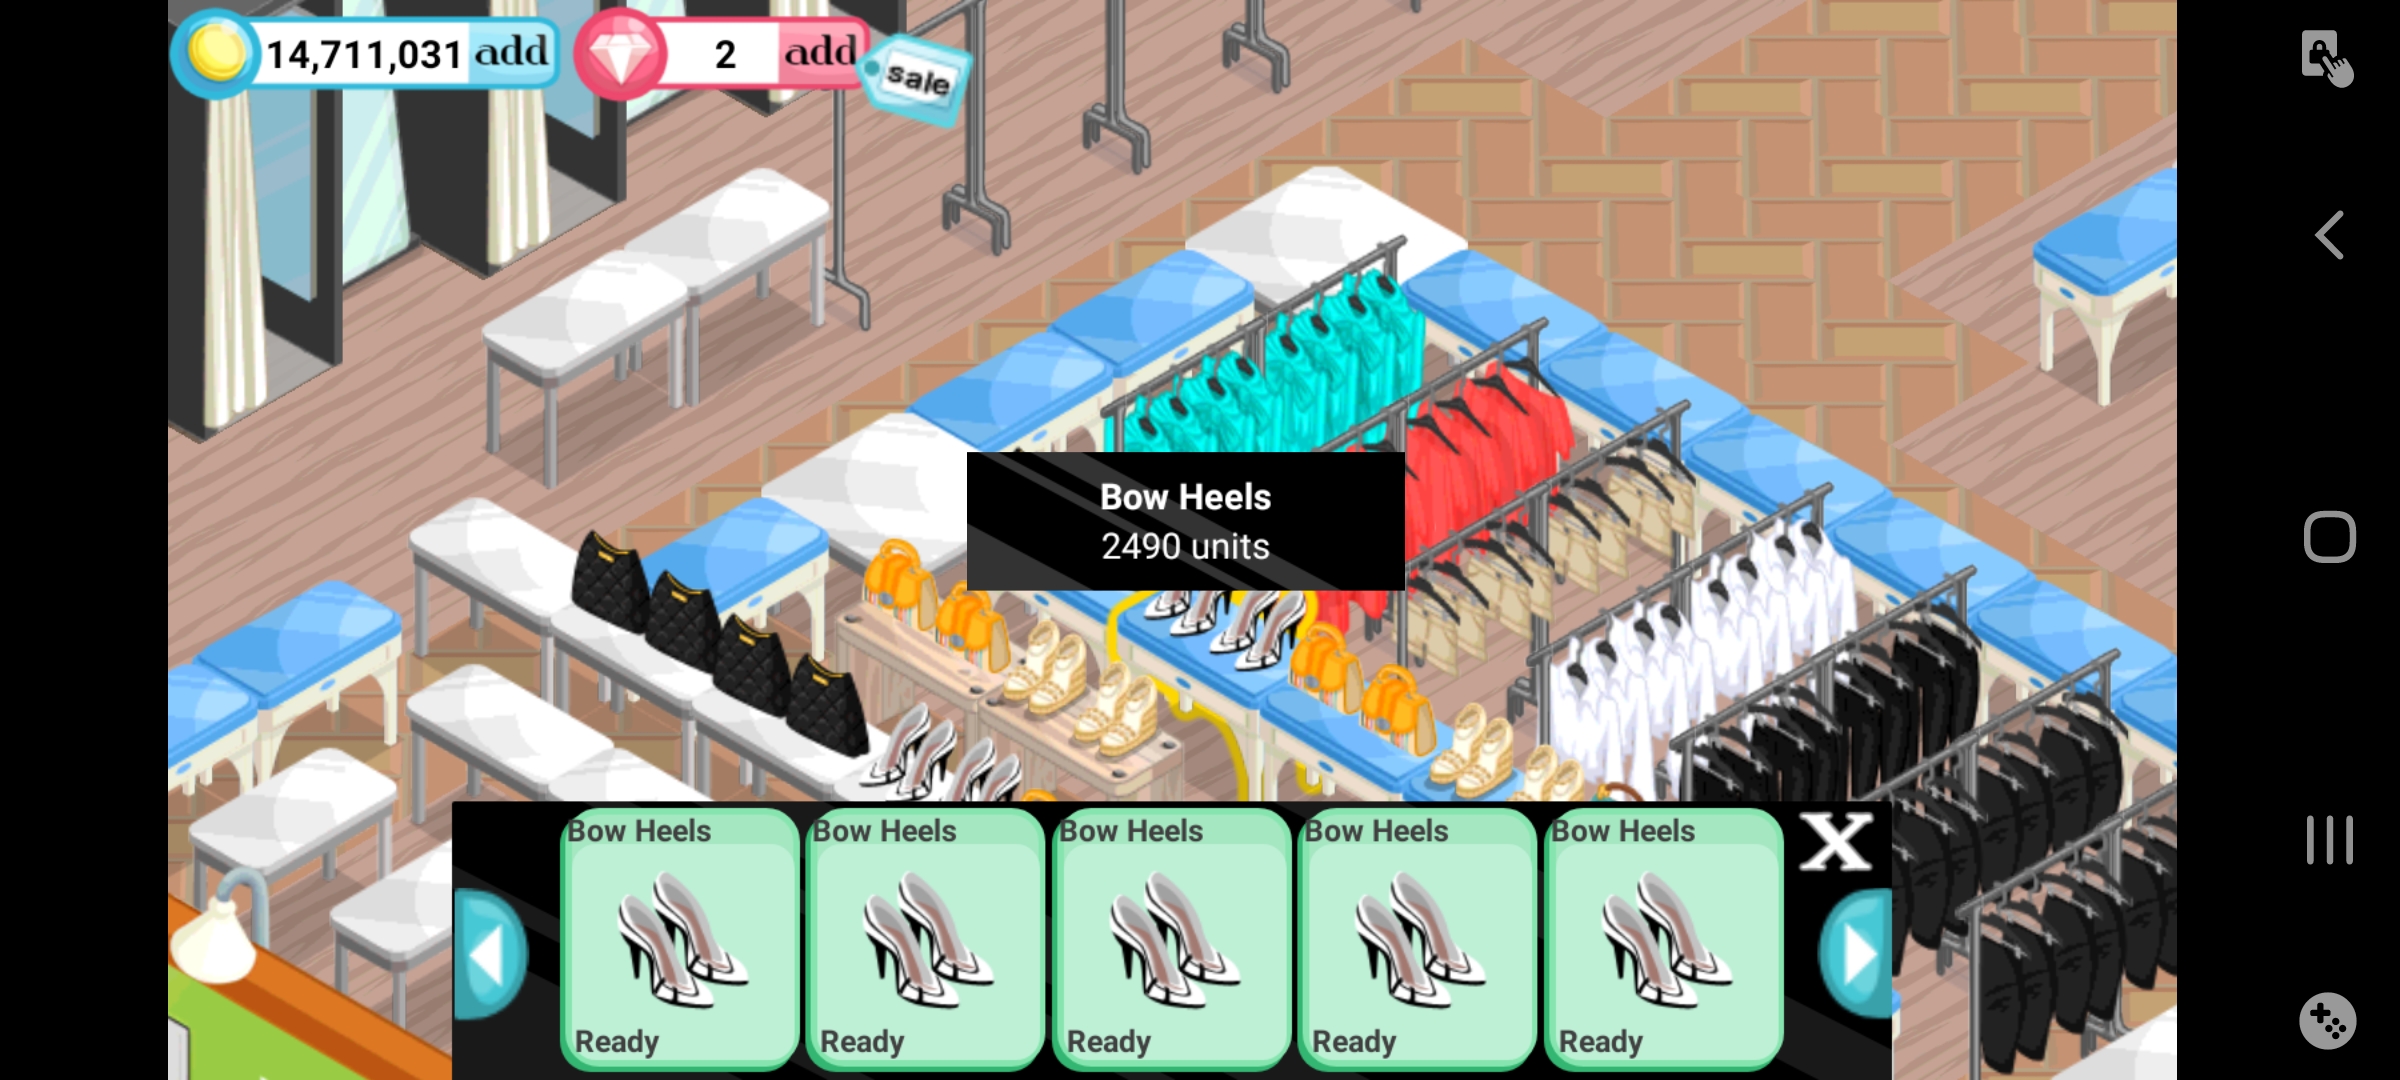 14,711,031 add
2 add
sale
Bow Heels
2490 units
Bow Heels Bow Heels Bow Heels Bow Heels Bow Heels X
Ready Ready Ready Ready Ready